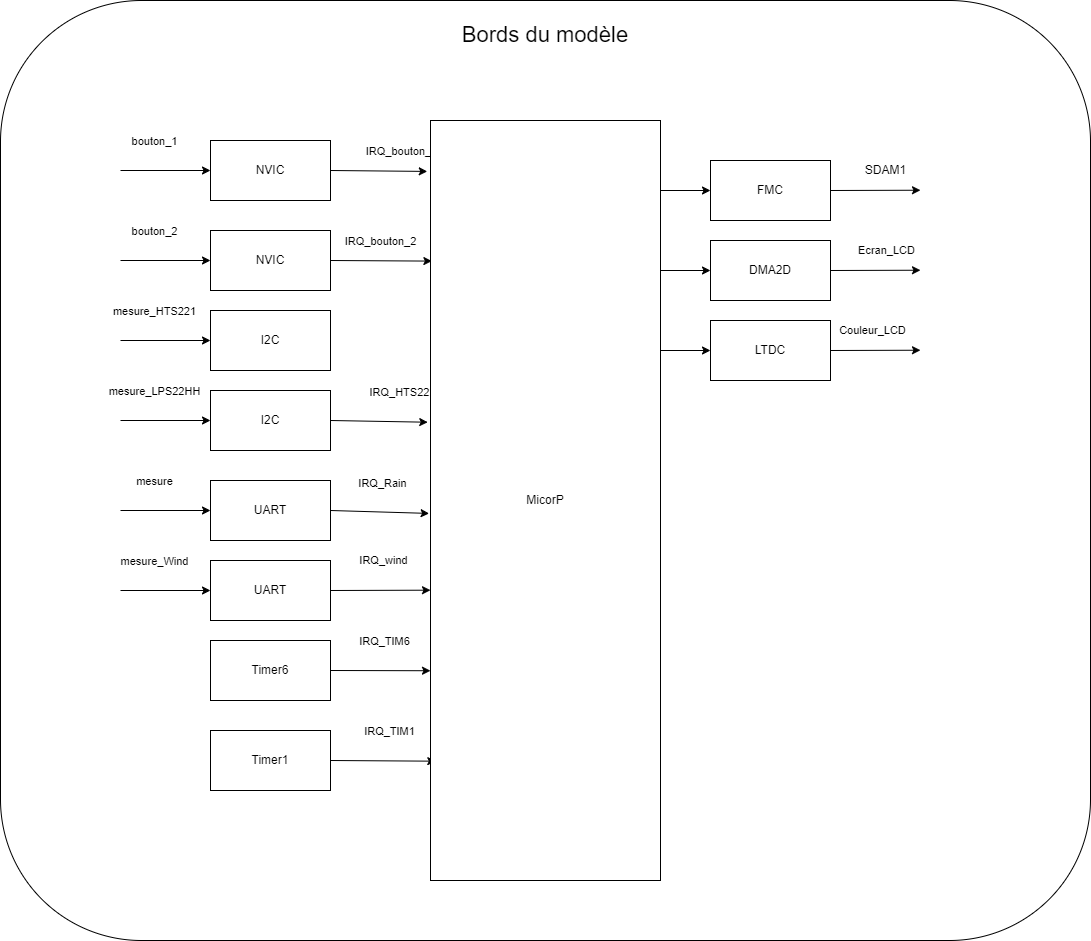 Bords du modèle
bouton_1
NVIC
IRQ_bouton_
bouton_2
NVIC
IRQ_bouton_2
mesure_HTS221
I2C
mesure_LPS22HH
I2C
IRQ_HTS22
mesure
UART
IRQ_Rain
mesure_Wind
UART
IRQ_wind
Timer6
IRQ_TIM6
Timer1
IRQ_TIM1
MicorP
FMC
SDAM1
DMA2D
Ecran_LCD
LTDC
Couleur_LCD